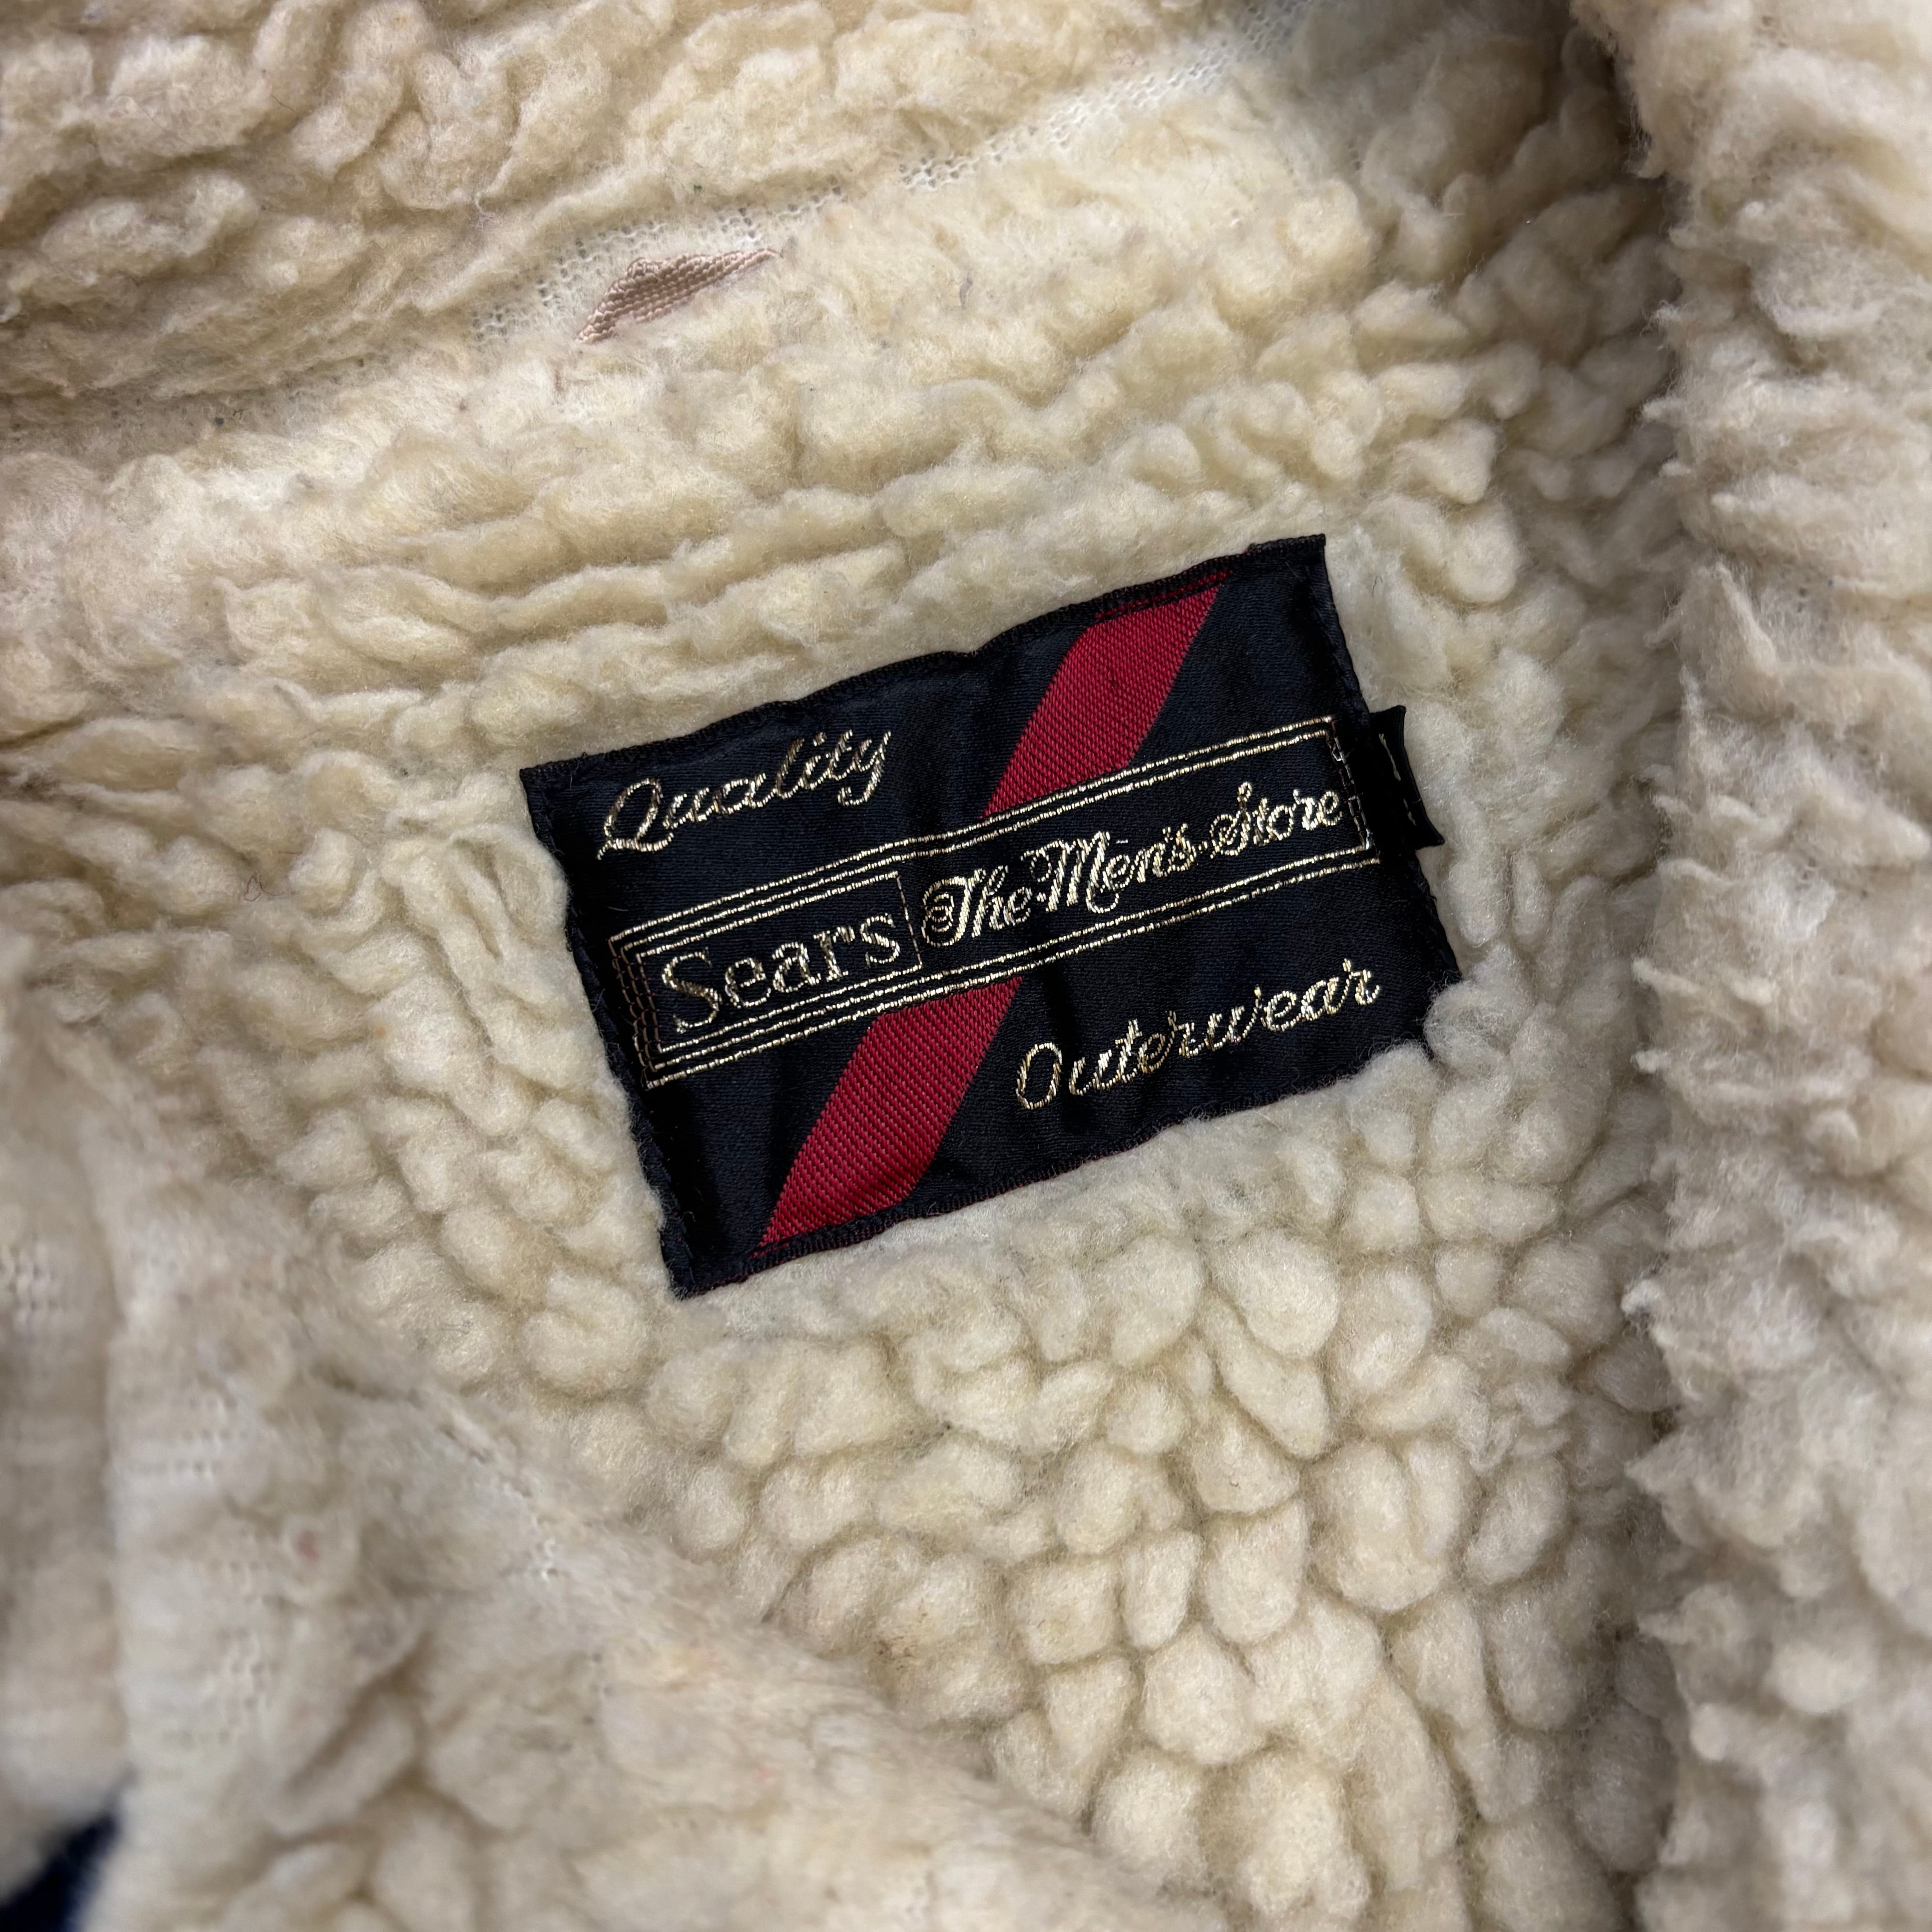 Quality
Sears The Men's Store
Outerwear